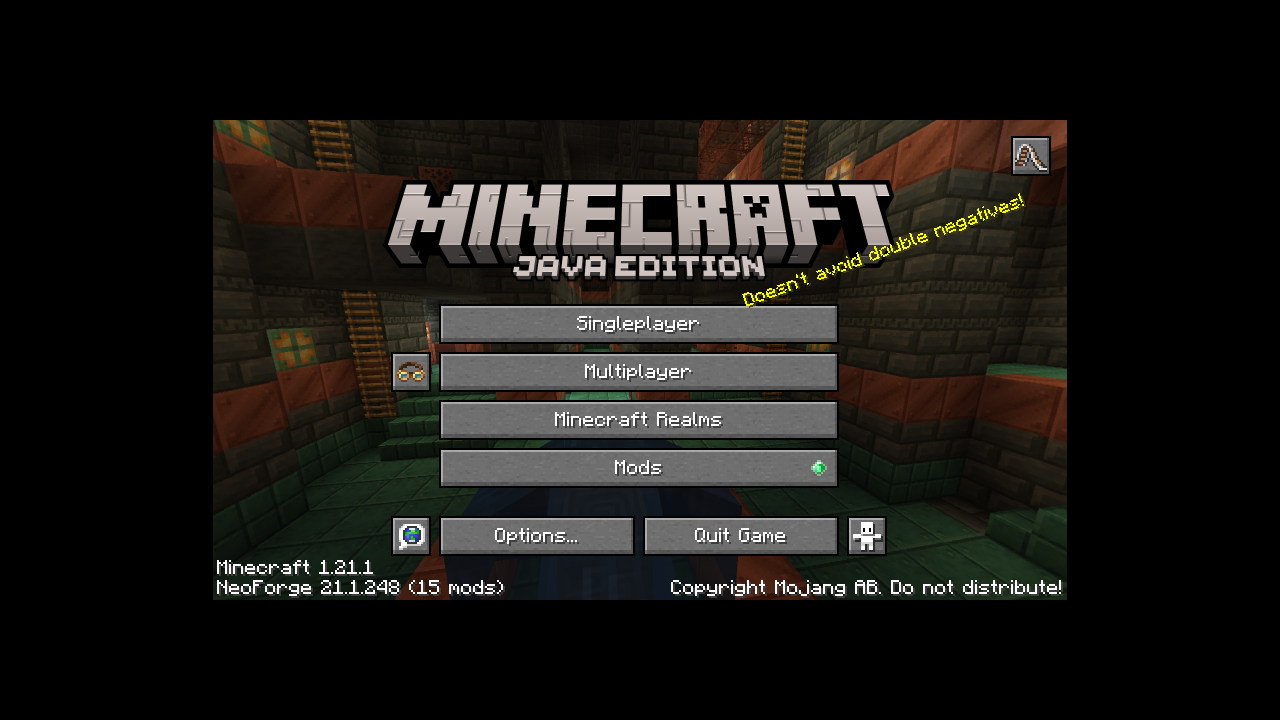 MINECRAFT
JAVA EDITION
Doesn't avoid double negatives!
Singleplayer
Multiplayer
Minecraft Realms
Mods
Options...
Quit Game
Minecraft 1.21.1
NeoForge 21.1.248 (15 mods)
Copyright Mojang AB. Do not distribute!